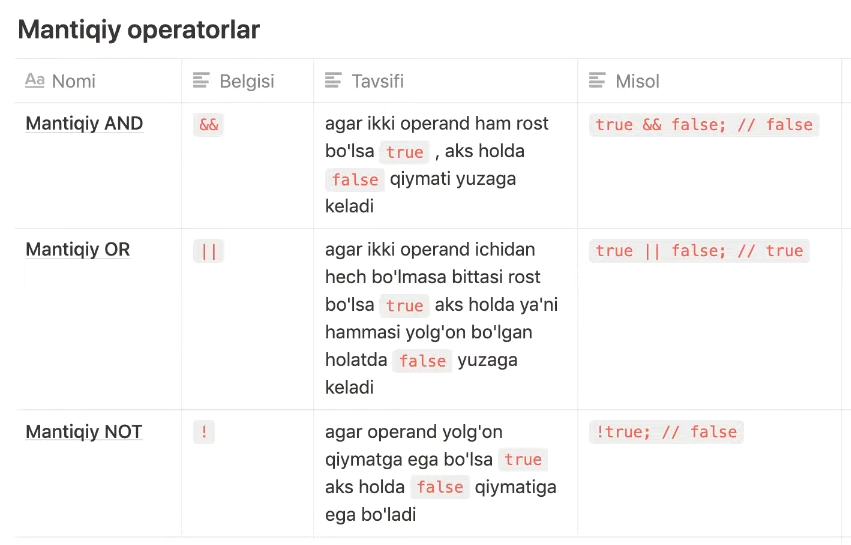 Mantiqiy operatorlar
Aa Nomi
Belgisi
Tavsifi
Misol
Mantiqiy AND
&&
agar ikki operand ham rost
bo'lsa true , aks holda
false qiymati yuzaga
keladi
true && false; // false
Mantiqiy OR
||
agar ikki operand ichidan
hech bo'lmasa bittasi rost
bo'lsa true aks holda ya'ni
hammasi yolg'on bo'lgan
holatda false yuzaga
keladi
true || false; // true
Mantiqiy NOT
!
agar operand yolg'on
qiymatga ega bo'lsa true
aks holda false qiymatiga
ega bo'ladi
!true; // false